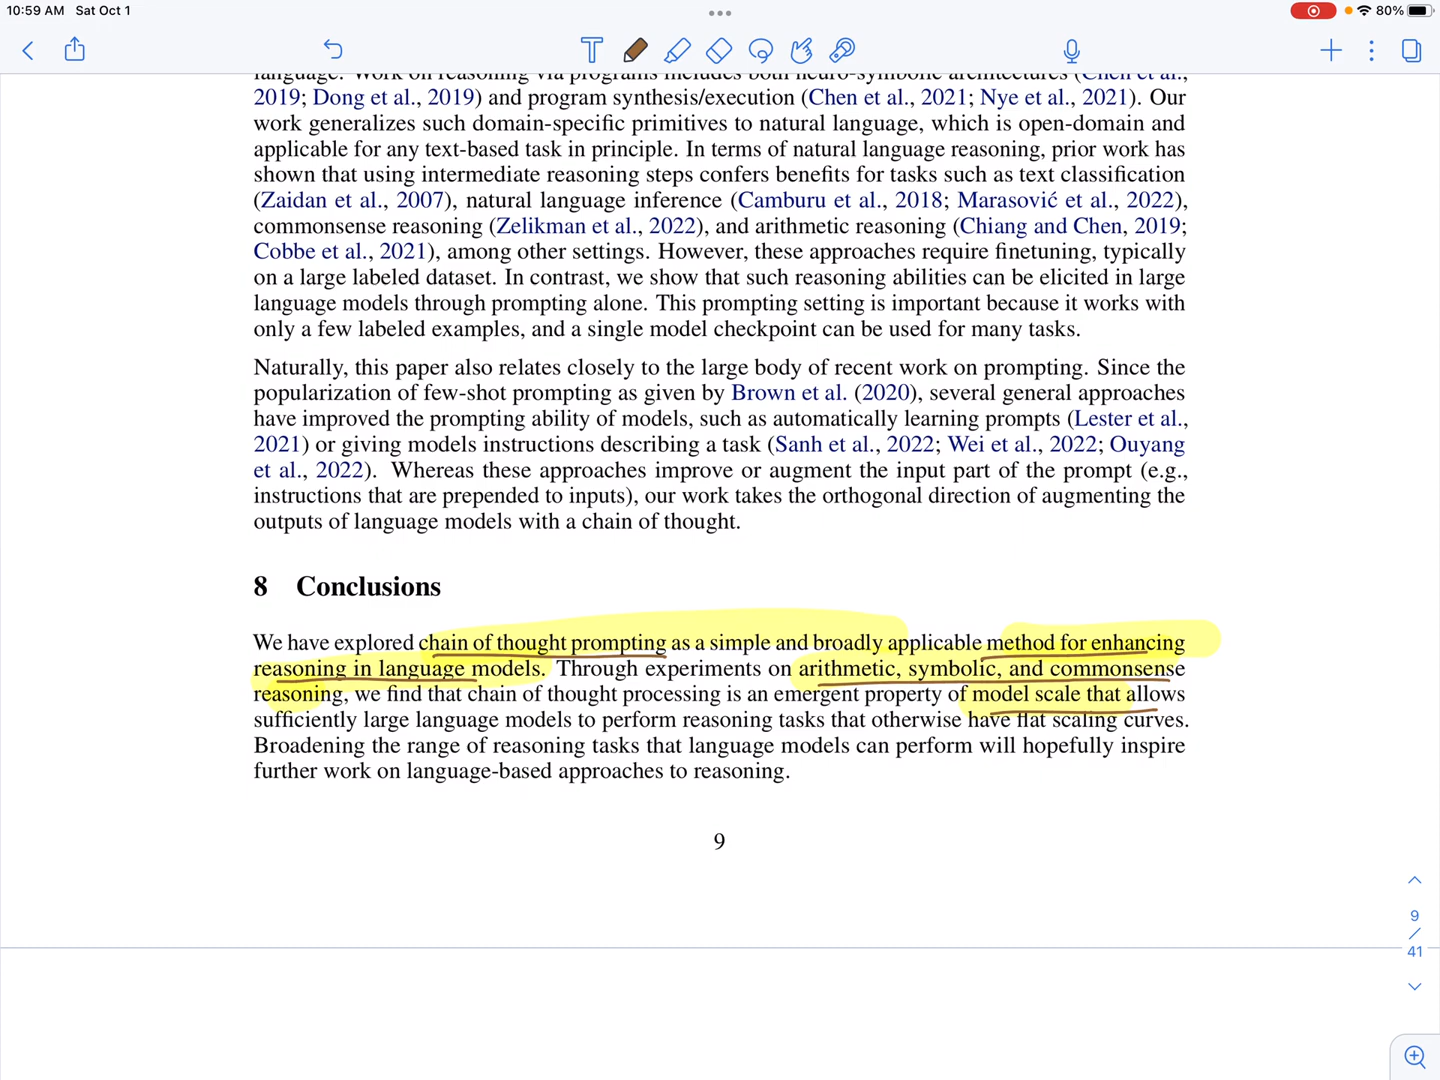 10:59 AM Sat Oct 1
80%
T
language. Work on reasoning via programs includes both neuro-symbolic architectures (Chen et al.,
2019; Dong et al., 2019) and program synthesis/execution (Chen et al., 2021; Nye et al., 2021). Our
work generalizes such domain-specific primitives to natural language, which is open-domain and
applicable for any text-based task in principle. In terms of natural language reasoning, prior work has
shown that using intermediate reasoning steps confers benefits for tasks such as text classification
(Zaidan et al., 2007), natural language inference (Camburu et al., 2018; Marasović et al., 2022),
commonsense reasoning (Zelikman et al., 2022), and arithmetic reasoning (Chiang and Chen, 2019;
Cobbe et al., 2021), among other settings. However, these approaches require finetuning, typically
on a large labeled dataset. In contrast, we show that such reasoning abilities can be elicited in large
language models through prompting alone. This prompting setting is important because it works with
only a few labeled examples, and a single model checkpoint can be used for many tasks.
Naturally, this paper also relates closely to the large body of recent work on prompting. Since the
popularization of few-shot prompting as given by Brown et al. (2020), several general approaches
have improved the prompting ability of models, such as automatically learning prompts (Lester et al.,
2021) or giving models instructions describing a task (Sanh et al., 2022; Wei et al., 2022; Ouyang
et al., 2022). Whereas these approaches improve or augment the input part of the prompt (e.g.,
instructions that are prepended to inputs), our work takes the orthogonal direction of augmenting the
outputs of language models with a chain of thought.
8 Conclusions
We have explored chain of thought prompting as a simple and broadly applicable method for enhancing
reasoning in language models. Through experiments on arithmetic, symbolic, and commonsense
reasoning, we find that chain of thought processing is an emergent property of model scale that allows
sufficiently large language models to perform reasoning tasks that otherwise have flat scaling curves.
Broadening the range of reasoning tasks that language models can perform will hopefully inspire
further work on language-based approaches to reasoning.
9
9
/
41